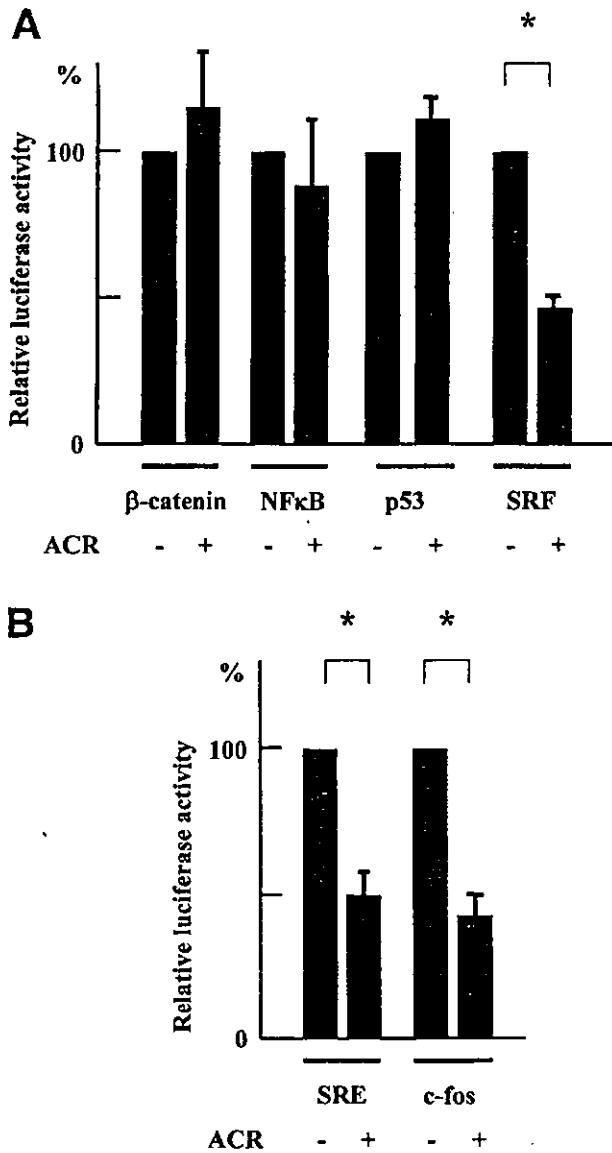 A
*
%
100
0
Relative luciferase activity
β-catenin NFκB p53 SRF
ACR - + - + - + - +
B
* *
%
100
0
Relative luciferase activity
SRE c-fos
ACR - + - +